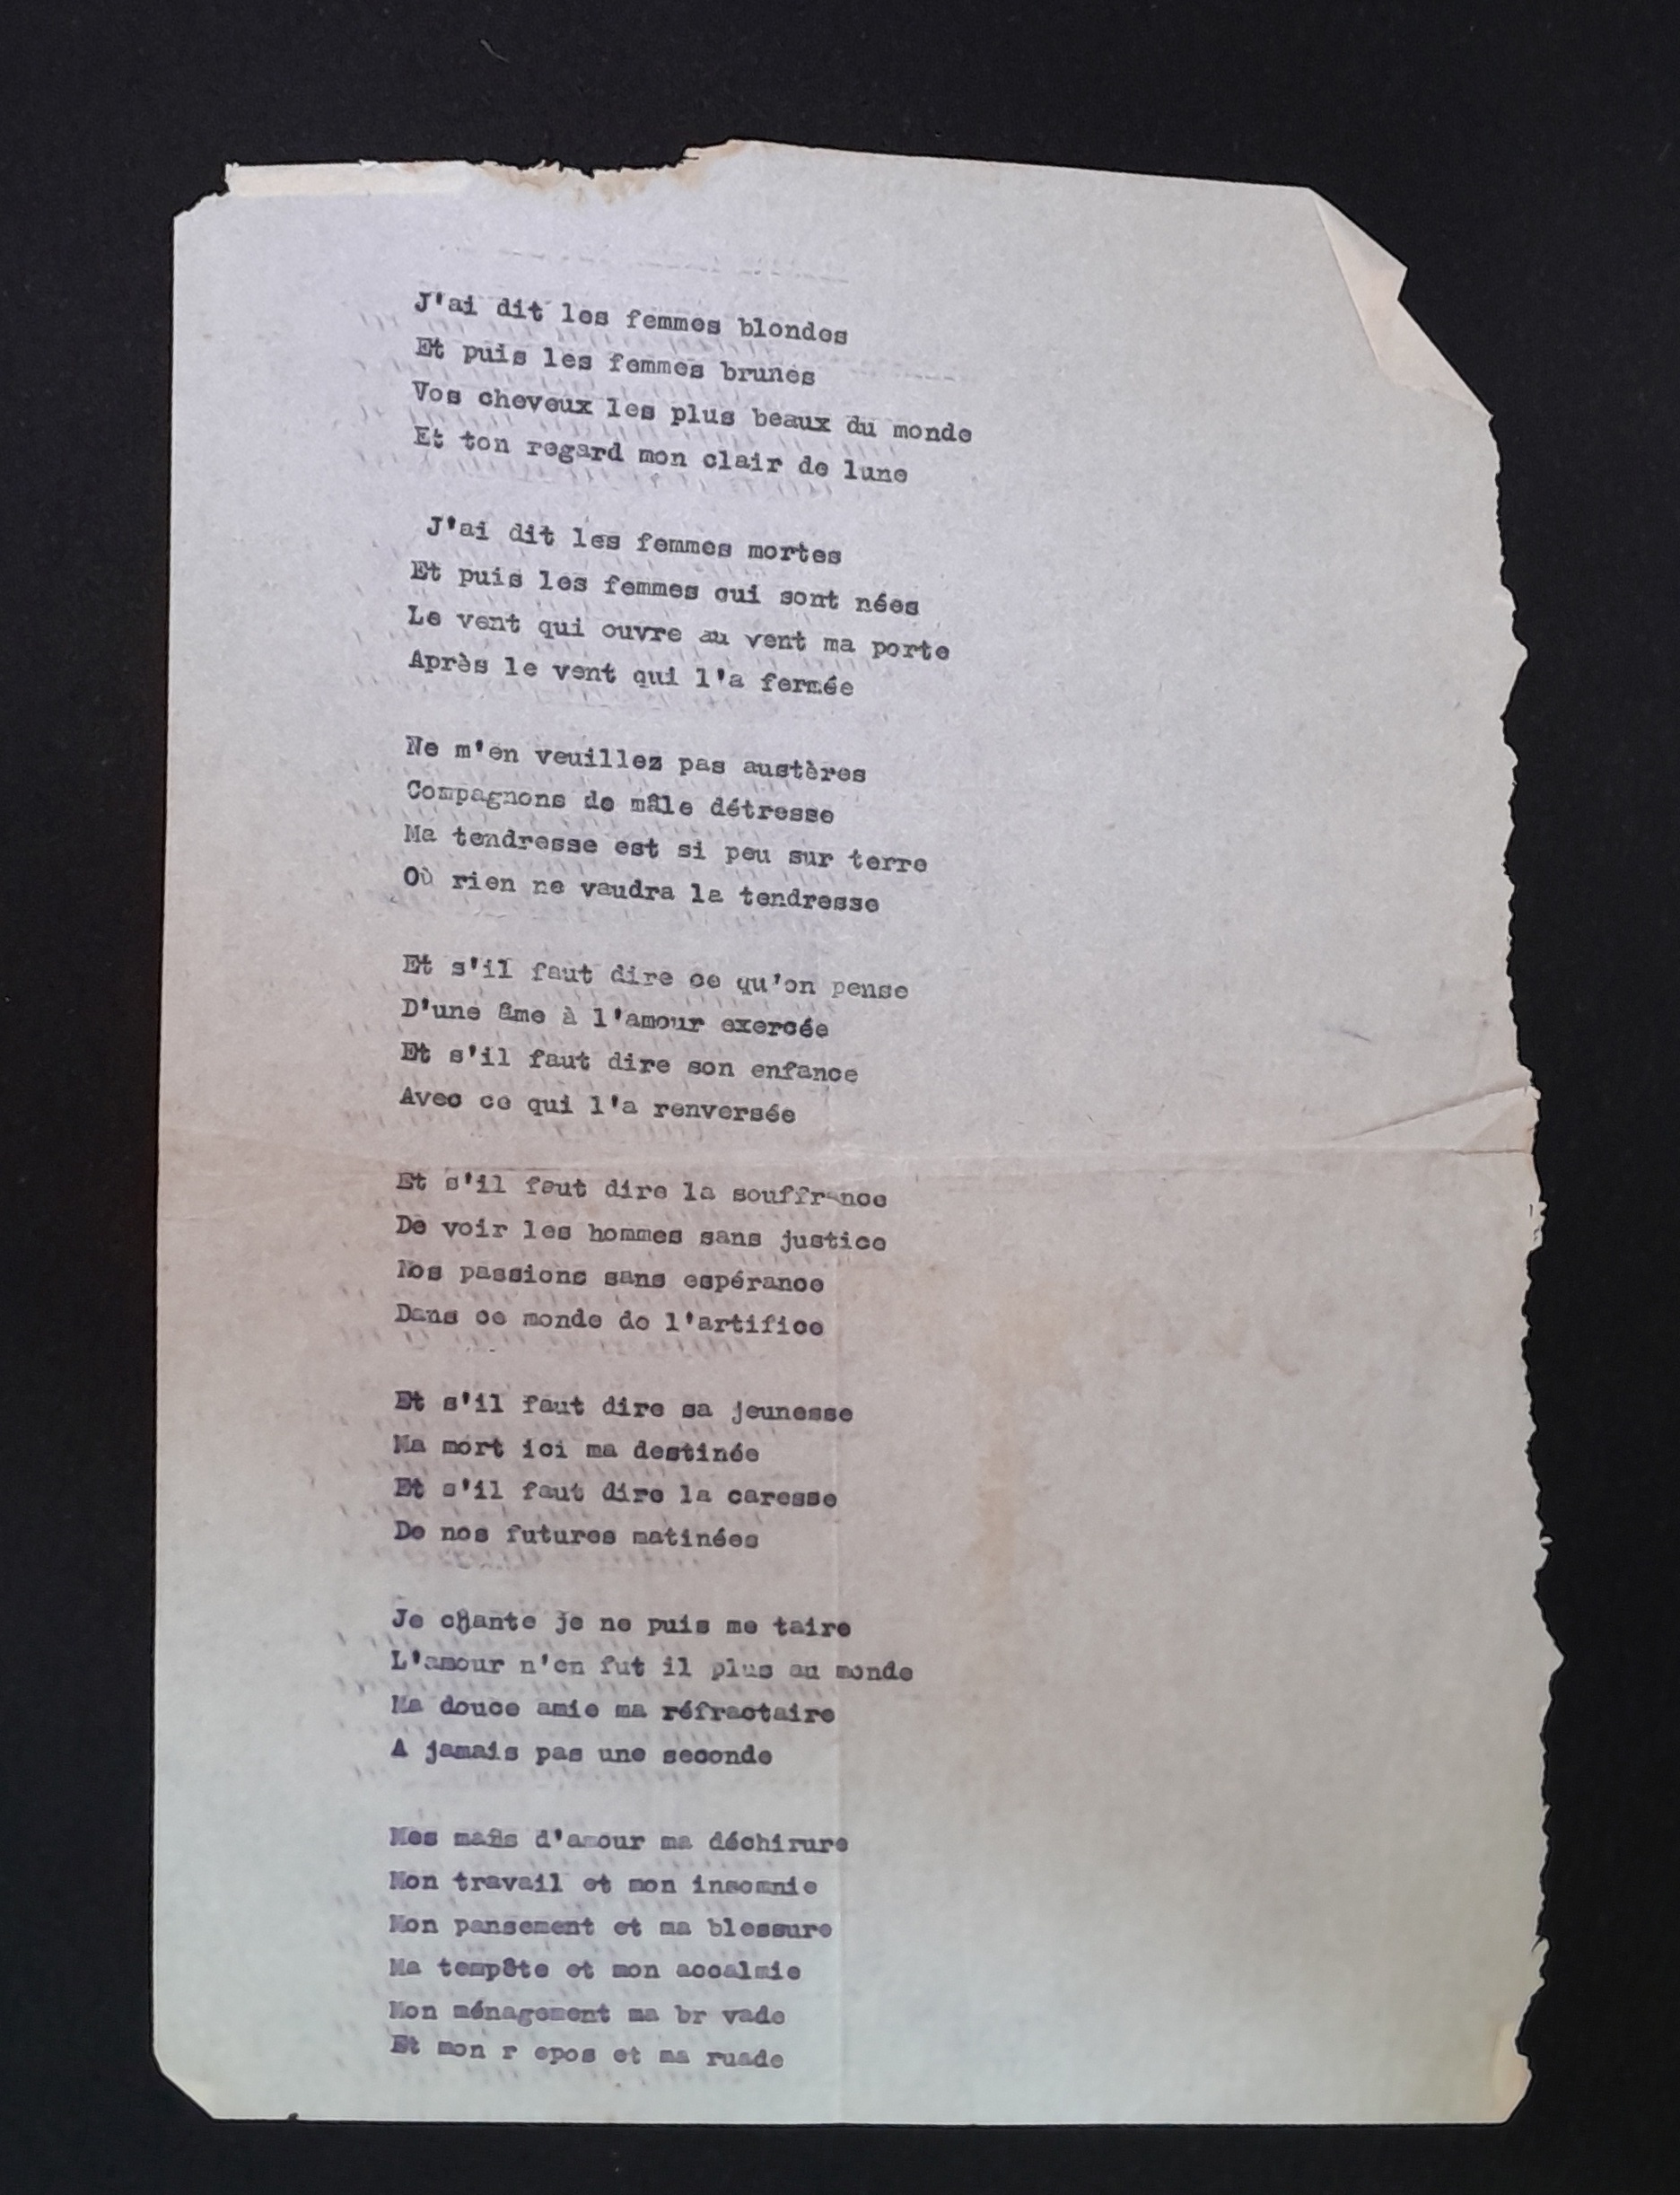 J'ai dit les femmes blondes
Et puis les femmes brunes
Vos cheveux les plus beaux du monde
Et ton regard mon clair de lune
J'ai dit les femmes mortes
Et puis les femmes oui sont nées
Le vent qui ouvre au vent ma porte
Après le vent qui l'a fermée
Ne m'en veuillez pas austères
Compagnons de mâle détresse
Ma tendresse est si peu sur terre
Où rien ne vaudra la tendresse
Et s'il faut dire ce qu'on pense
D'une âme à l'amour exercée
Et s'il faut dire son enfance
Avec ce qui l'a renversée
Et s'il faut dire la souffrance
De voir les hommes sans justice
Nos passions sans espérance
Dans ce monde de l'artifice
Et s'il faut dire sa jeunesse
Ma mort ici ma destinée
Et s'il faut dire la caresse
De nos futures matinées
Je chante je ne puis me taire
L'amour n'en fut il plus au monde
Ma douce amie ma réfractaire
A jamais pas une seconde
Mes d'amour ma déchirure
Mon travail et mon insomnie
Mon pansement et ma blessure
Ma tempête et mon accalmie
Mon ménagement ma br vade
Et mon r epos et ma ruade